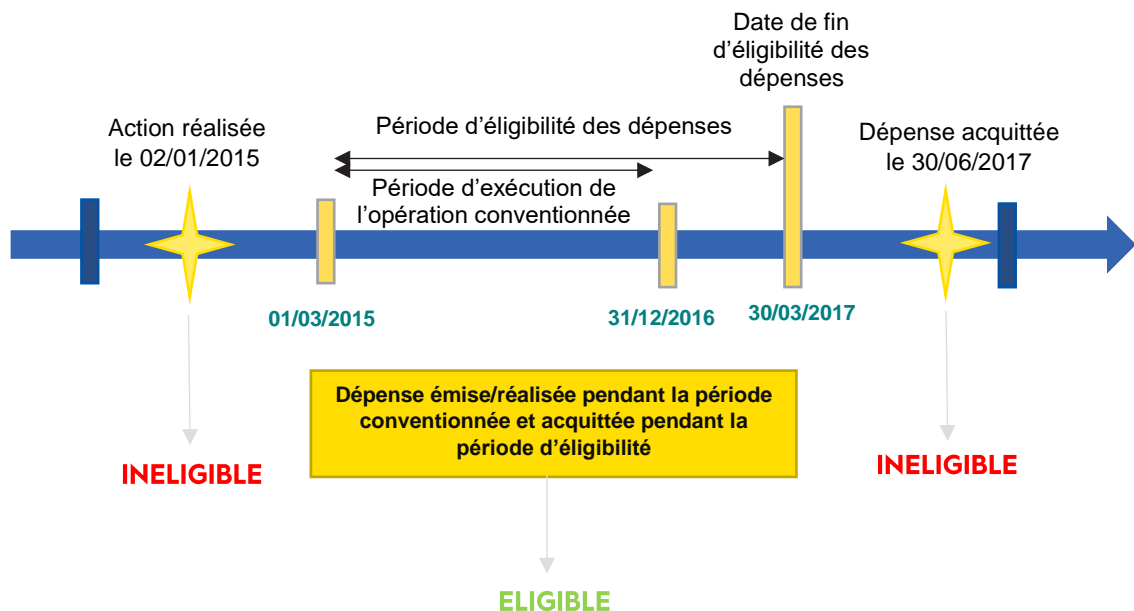 Date de fin
d’éligibilité des
dépenses
Action réalisée
le 02/01/2015
Période d’éligibilité des dépenses
Dépense acquittée
le 30/06/2017
Période d’exécution de
l’opération conventionnée
01/03/2015
31/12/2016
30/03/2017
Dépense émise/réalisée pendant la période
conventionnée et acquittée pendant la
période d’éligibilité
INELIGIBLE
INELIGIBLE
ELIGIBLE